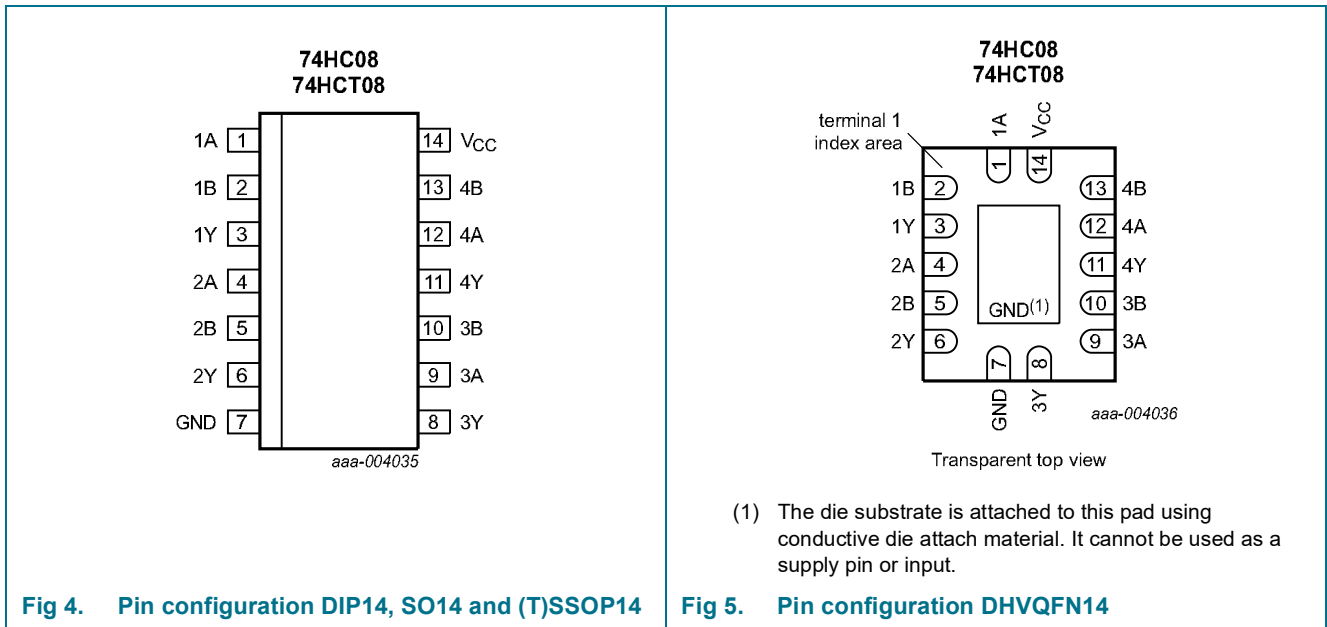 74HC08
74HCT08
1A 1 14 VCC
1B 2 13 4B
1Y 3 12 4A
2A 4 11 4Y
2B 5 10 3B
2Y 6 9 3A
GND 7 8 3Y
aaa-004035
Fig 4. Pin configuration DIP14, SO14 and (T)SSOP14
74HC08
74HCT08
terminal 1
index area
1A VCC
1 14
1B 2 13 4B
1Y 3 12 4A
2A 4 11 4Y
2B 5 10 3B
GND(1)
2Y 6 9 3A
7 8
GND 3Y
aaa-004036
Transparent top view
(1) The die substrate is attached to this pad using
conductive die attach material. It cannot be used as a
supply pin or input.
Fig 5. Pin configuration DHVQFN14